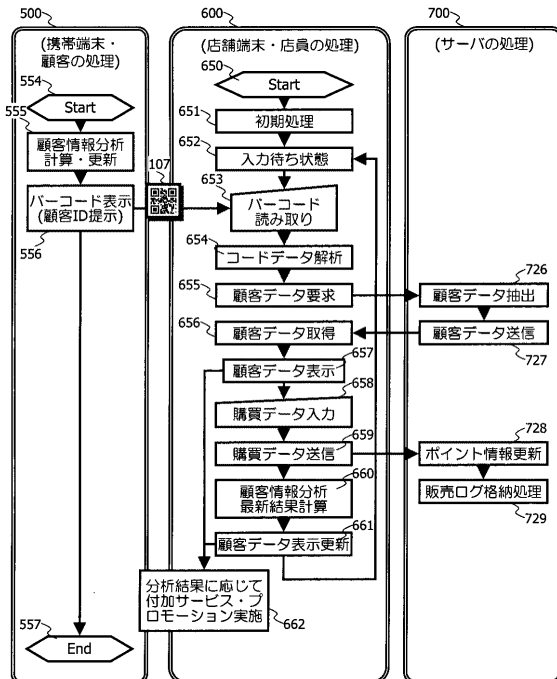 500
(携帯端末・
顧客の処理)
554
Start
555
顧客情報分析
計算・更新
バーコード表示
(顧客ID提示)
556
107
557
End
600
(店舗端末・店員の処理)
650
Start
651
初期処理
652
入力待ち状態
653
バーコード
読み取り
654
コードデータ解析
655
顧客データ要求
656
顧客データ取得
657
顧客データ表示
658
購買データ入力
659
購買データ送信
660
顧客情報分析
最新結果計算
661
顧客データ表示更新
分析結果に応じて
付加サービス・プ
ロモーション実施
662
700
(サーバの処理)
726
顧客データ抽出
顧客データ送信
727
728
ポイント情報更新
販売ログ格納処理
729